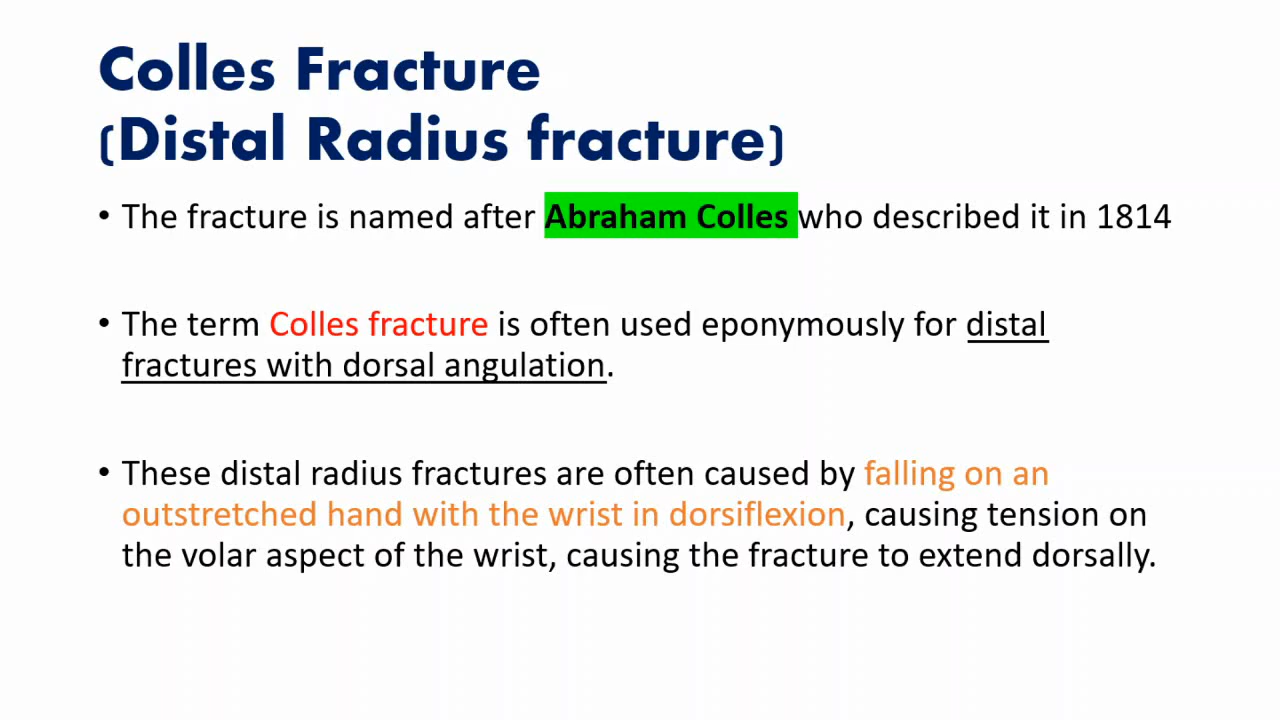 Colles Fracture
(Distal Radius fracture)
• The fracture is named after Abraham Colles who described it in 1814
• The term Colles fracture is often used eponymously for distal
fractures with dorsal angulation.
• These distal radius fractures are often caused by falling on an
outstretched hand with the wrist in dorsiflexion, causing tension on
the volar aspect of the wrist, causing the fracture to extend dorsally.